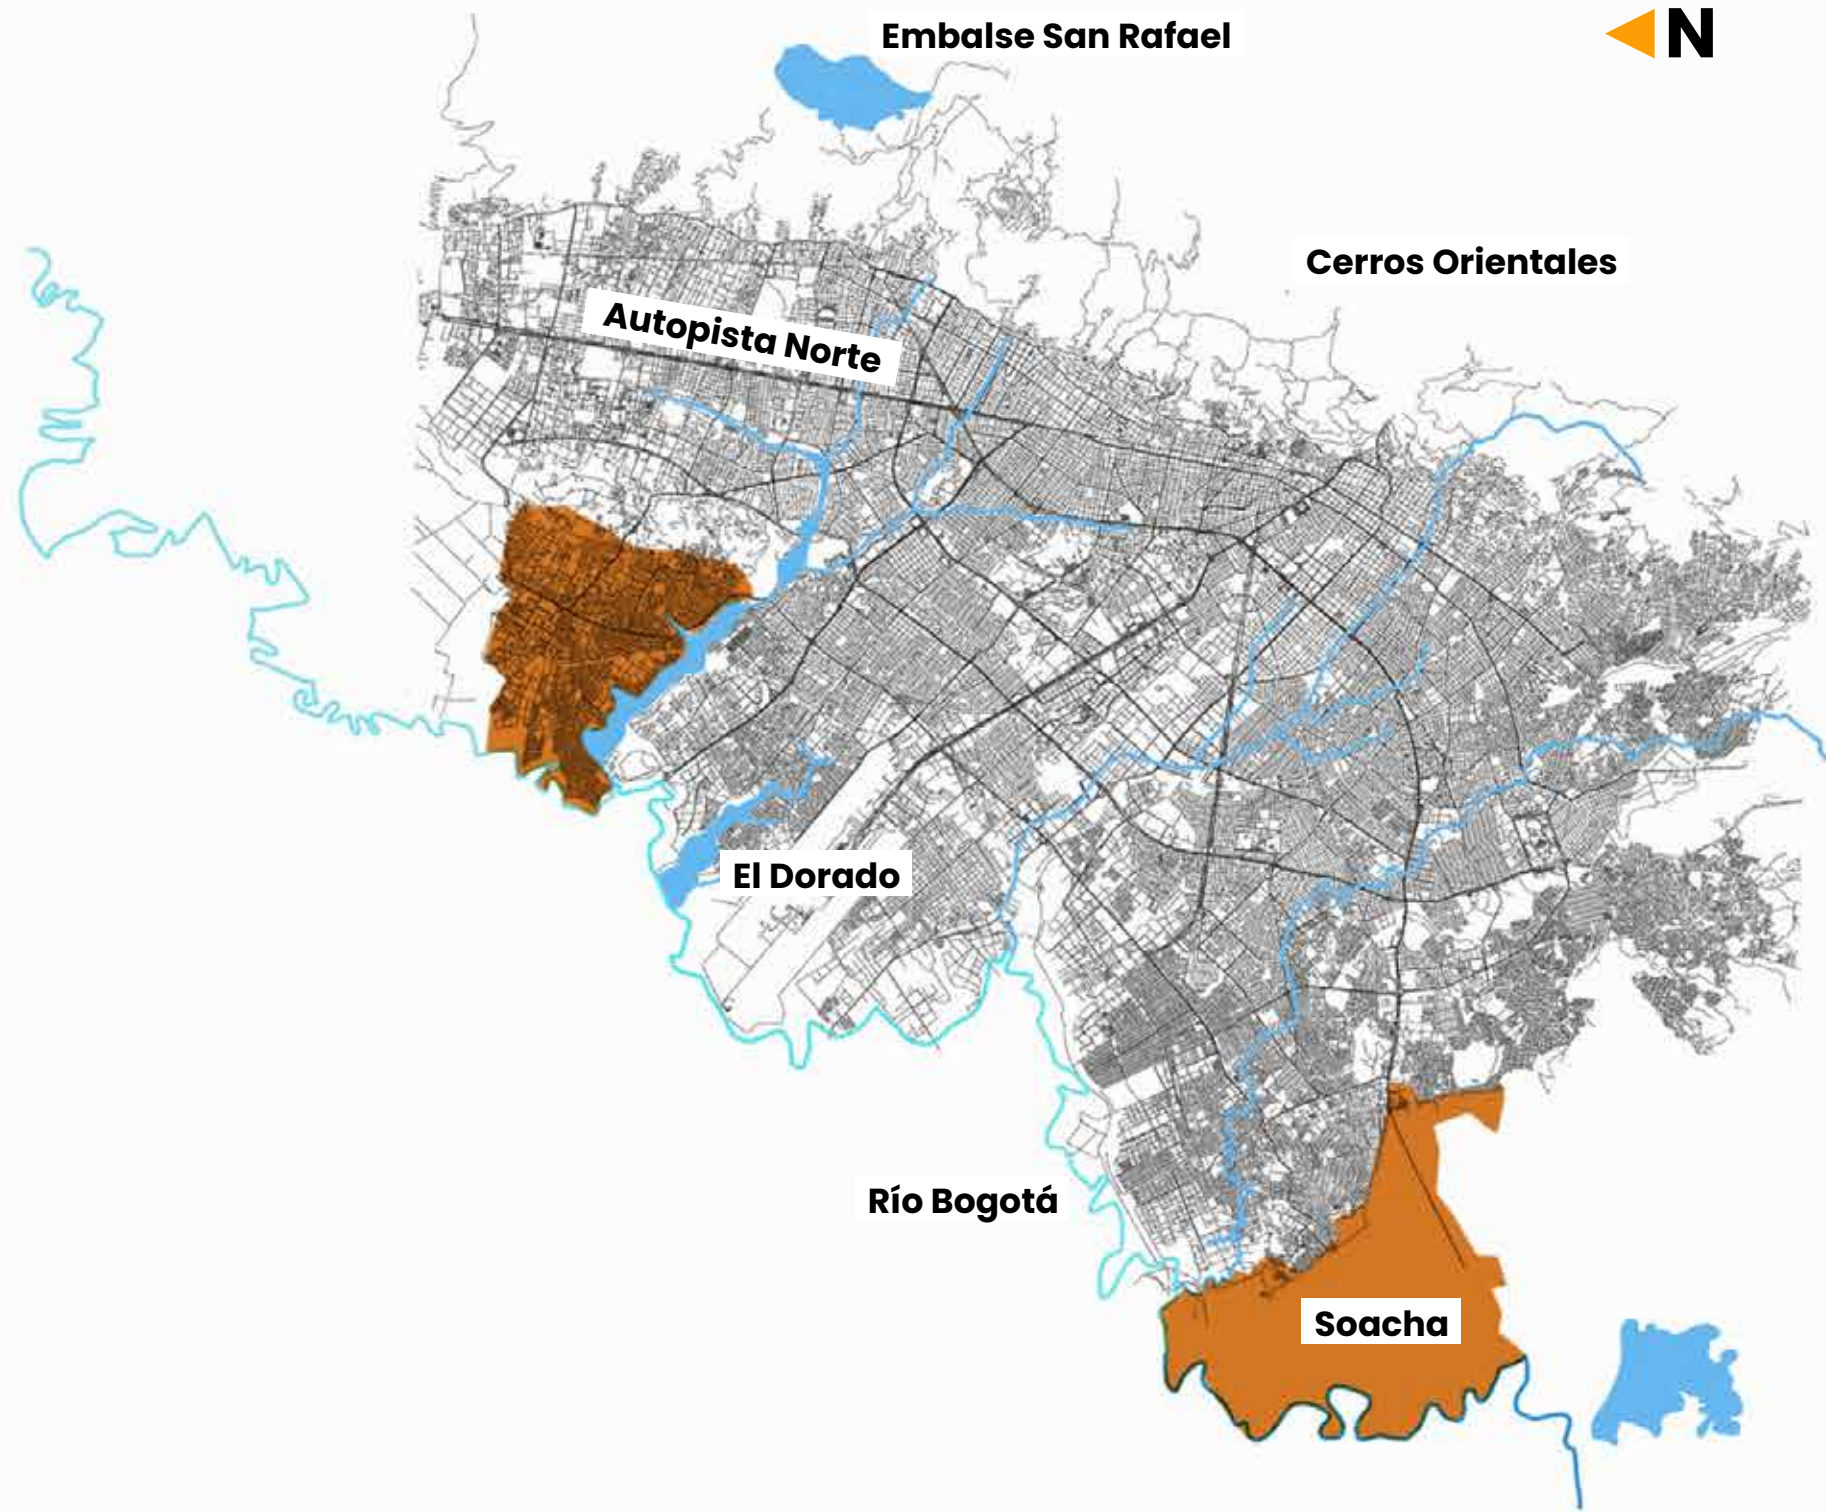 Embalse San Rafael
N
Cerros Orientales
Autopista Norte
El Dorado
Río Bogotá
Soacha